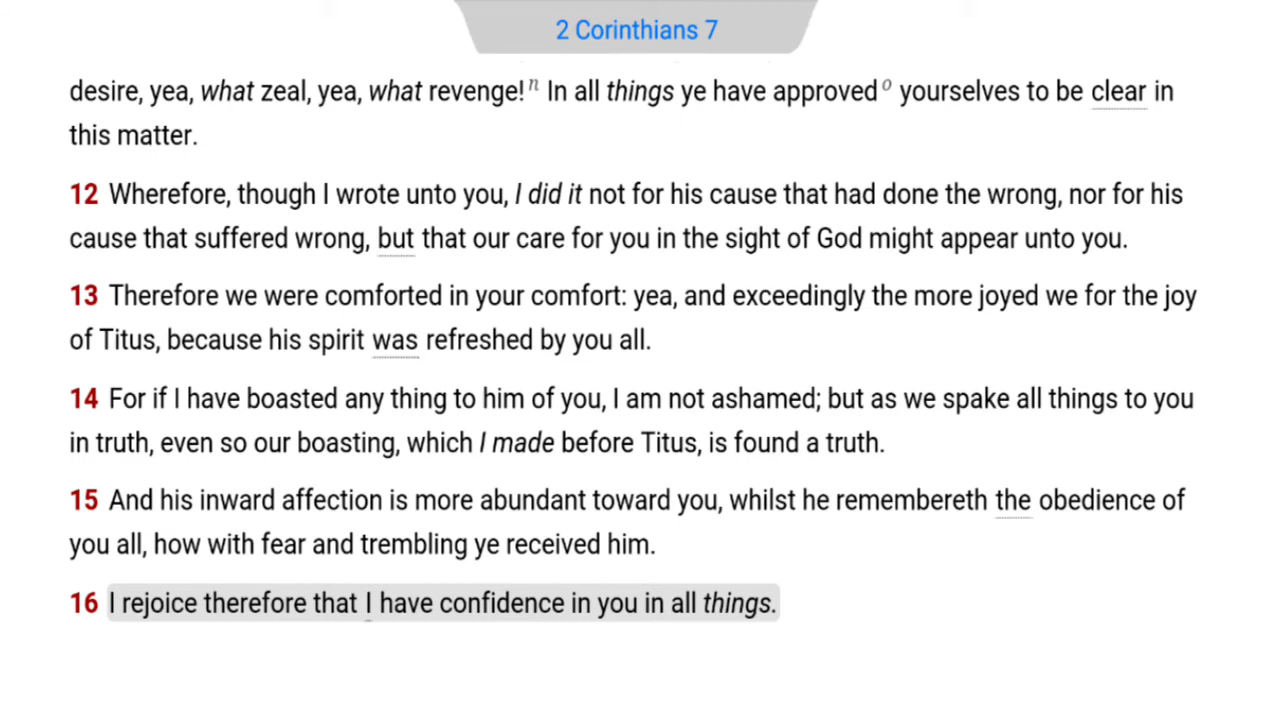 2 Corinthians 7
desire, yea, what zeal, yea, what revenge! n In all things ye have approved o yourselves to be clear in
this matter.
12 Wherefore, though I wrote unto you, I did it not for his cause that had done the wrong, nor for his
cause that suffered wrong, but that our care for you in the sight of God might appear unto you.
13 Therefore we were comforted in your comfort: yea, and exceedingly the more joyed we for the joy
of Titus, because his spirit was refreshed by you all.
14 For if I have boasted any thing to him of you, I am not ashamed; but as we spake all things to you
in truth, even so our boasting, which I made before Titus, is found a truth.
15 And his inward affection is more abundant toward you, whilst he remembereth the obedience of
you all, how with fear and trembling ye received him.
16 I rejoice therefore that I have confidence in you in all things.